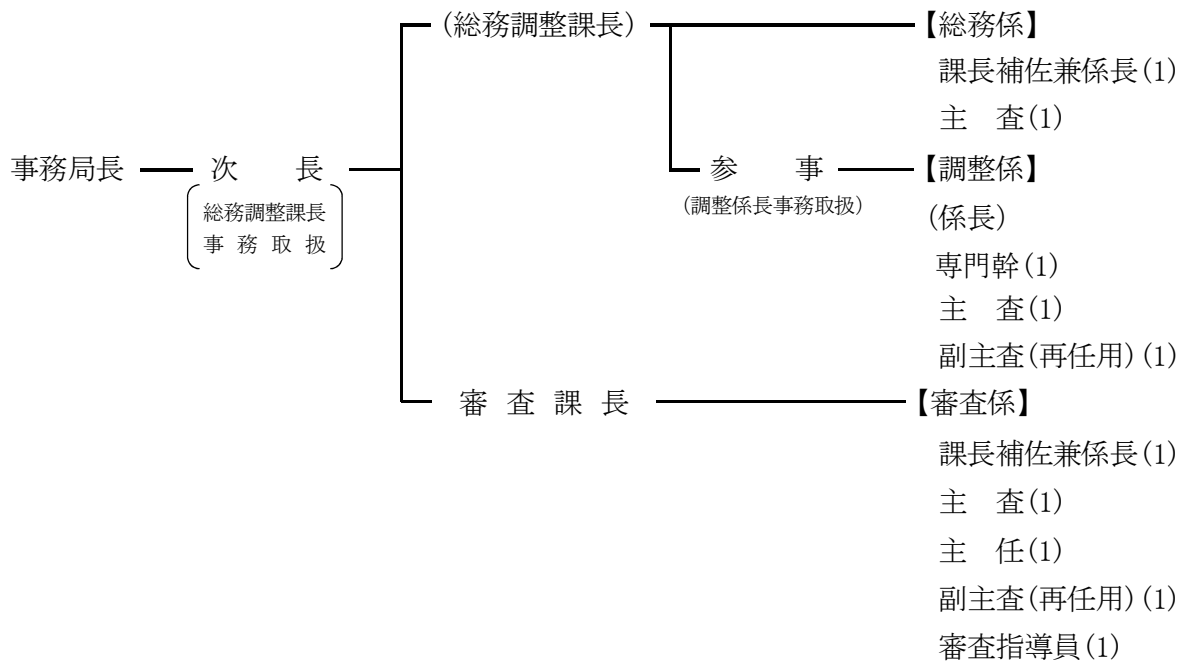 (総務調整課長)
【総務係】
課長補佐兼係長(1)
主　査(1)
事務局長
次　　長
総務調整課長
事 務 取 扱
参　　事
(調整係長事務取扱)
【調整係】
(係長)
専門幹(1)
主　査(1)
副主査(再任用)(1)
審 査 課 長
【審査係】
課長補佐兼係長(1)
主　査(1)
主　任(1)
副主査(再任用)(1)
審査指導員(1)